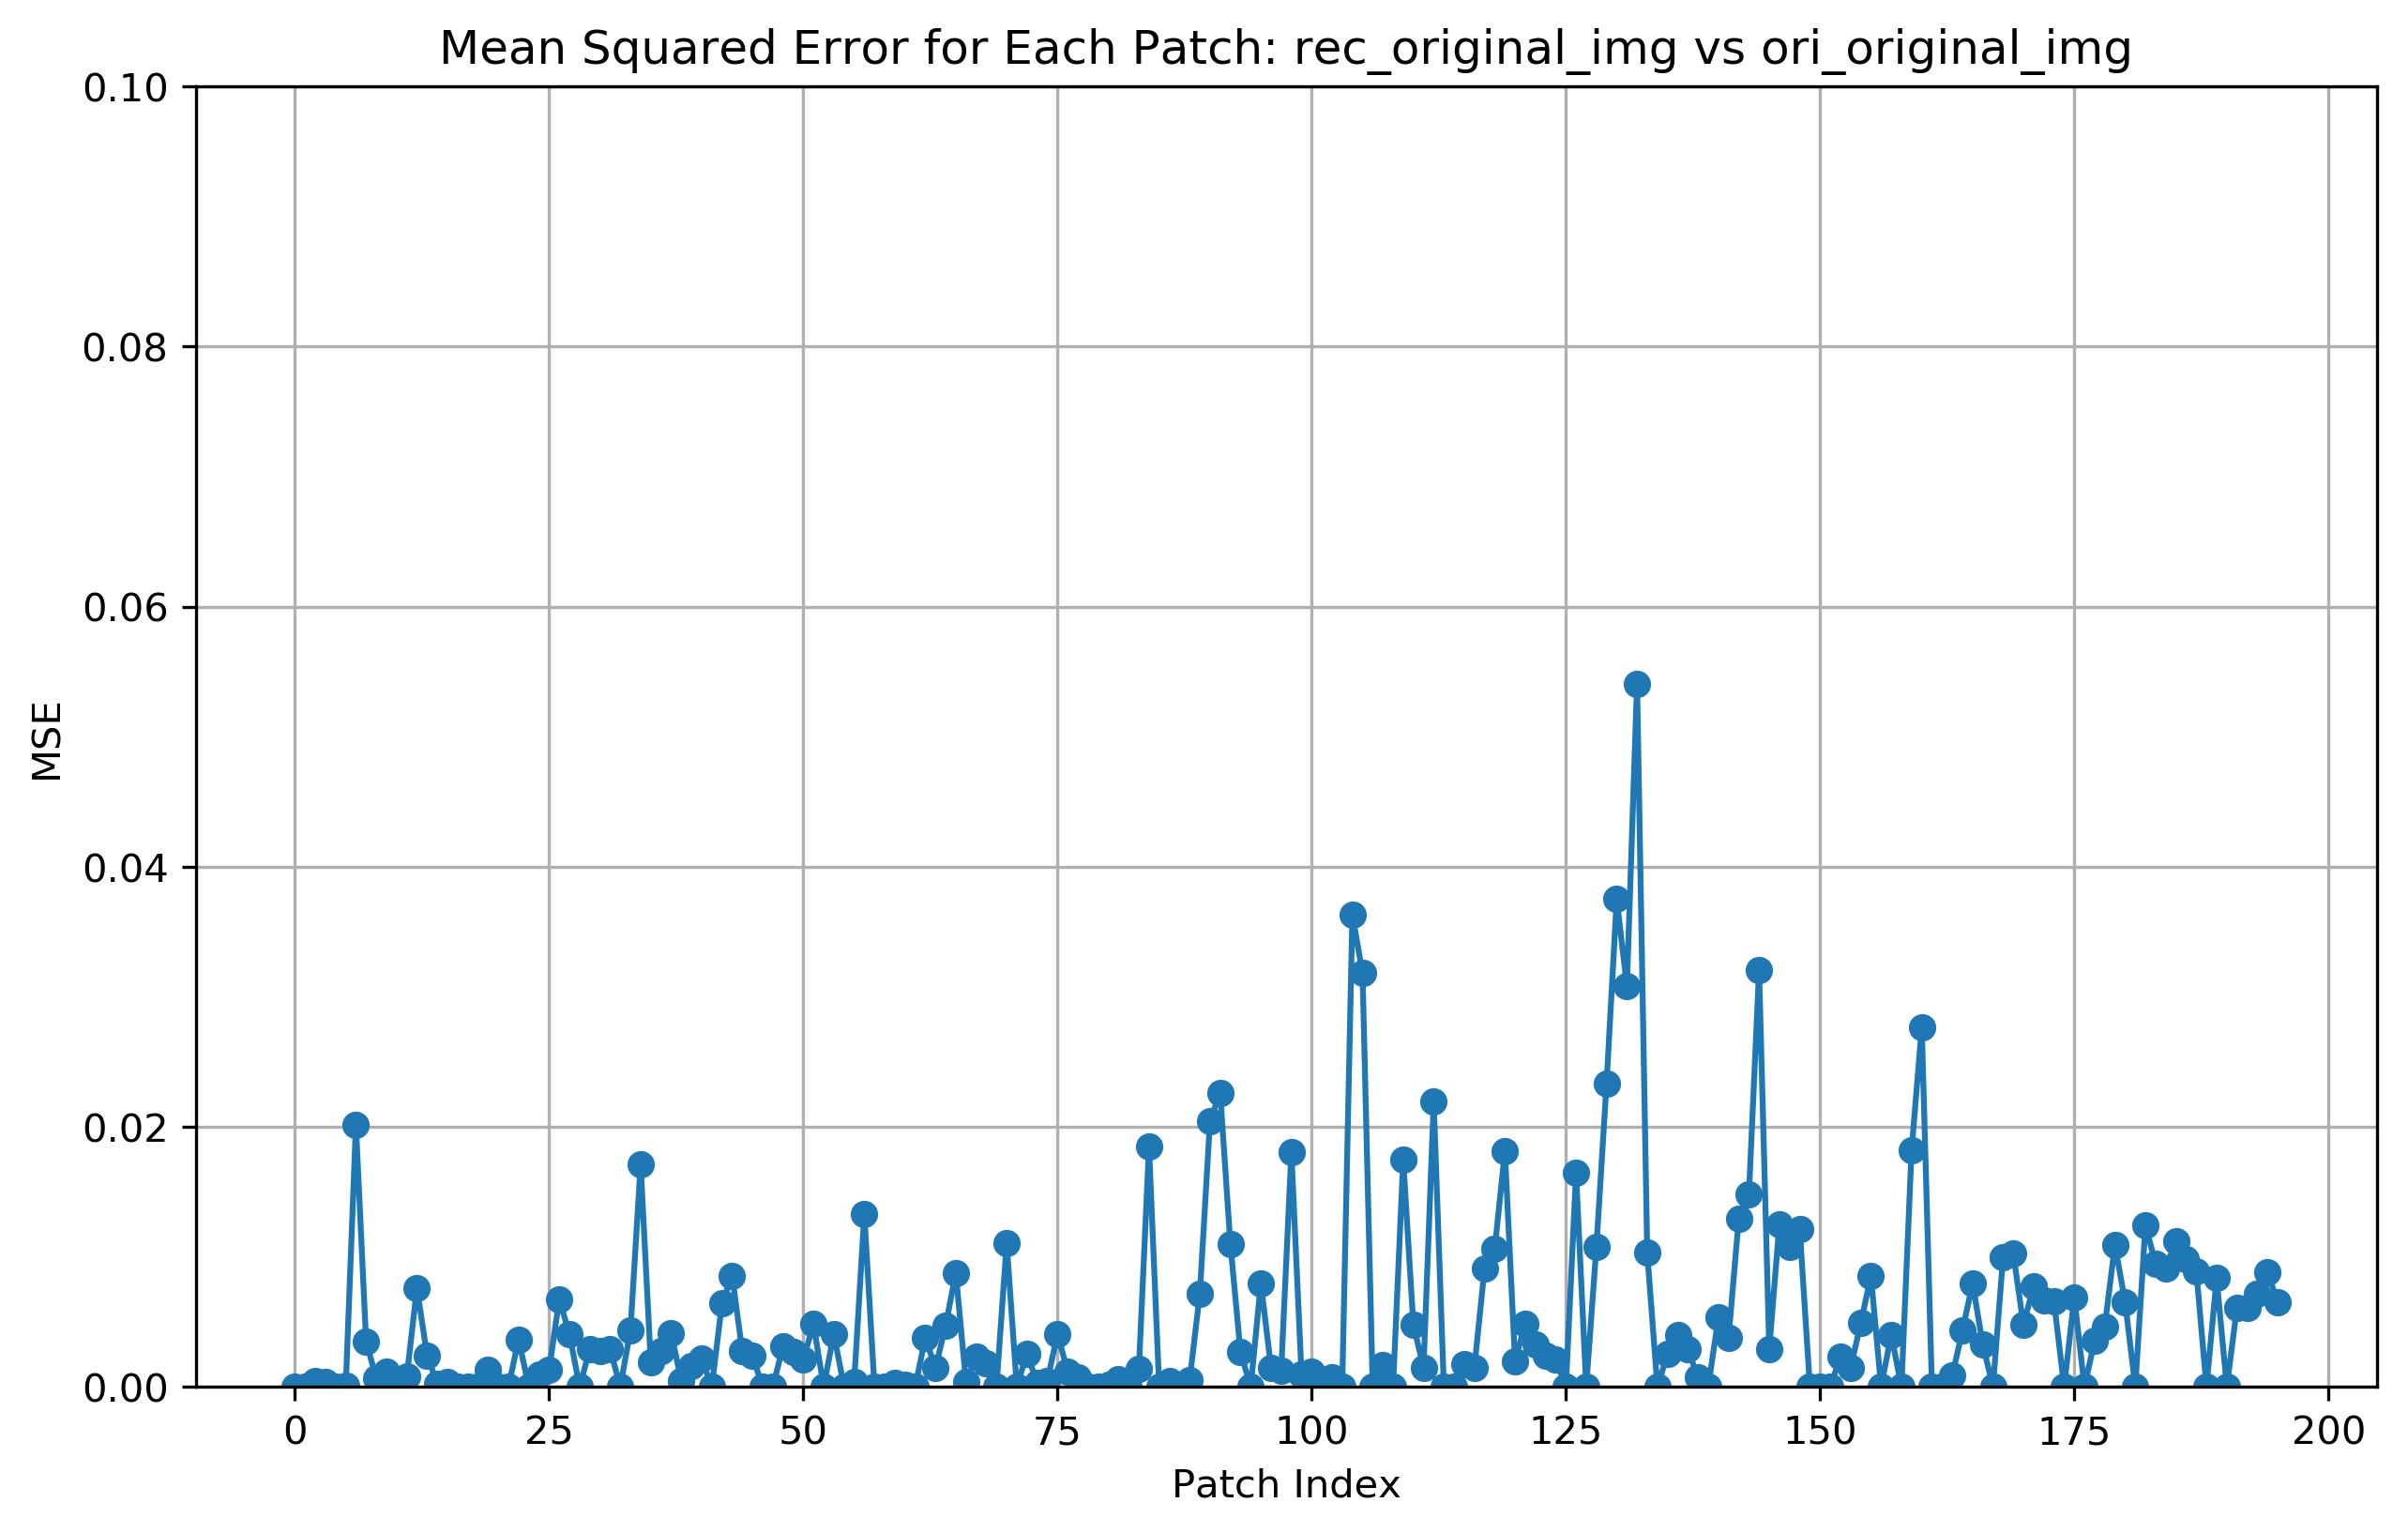 Mean Squared Error for Each Patch: rec_original_img vs ori_original_img
0.10
0.08
0.06
0.04
0.02
0.00
MSE
0 25 50 75 100 125 150 175 200
Patch Index